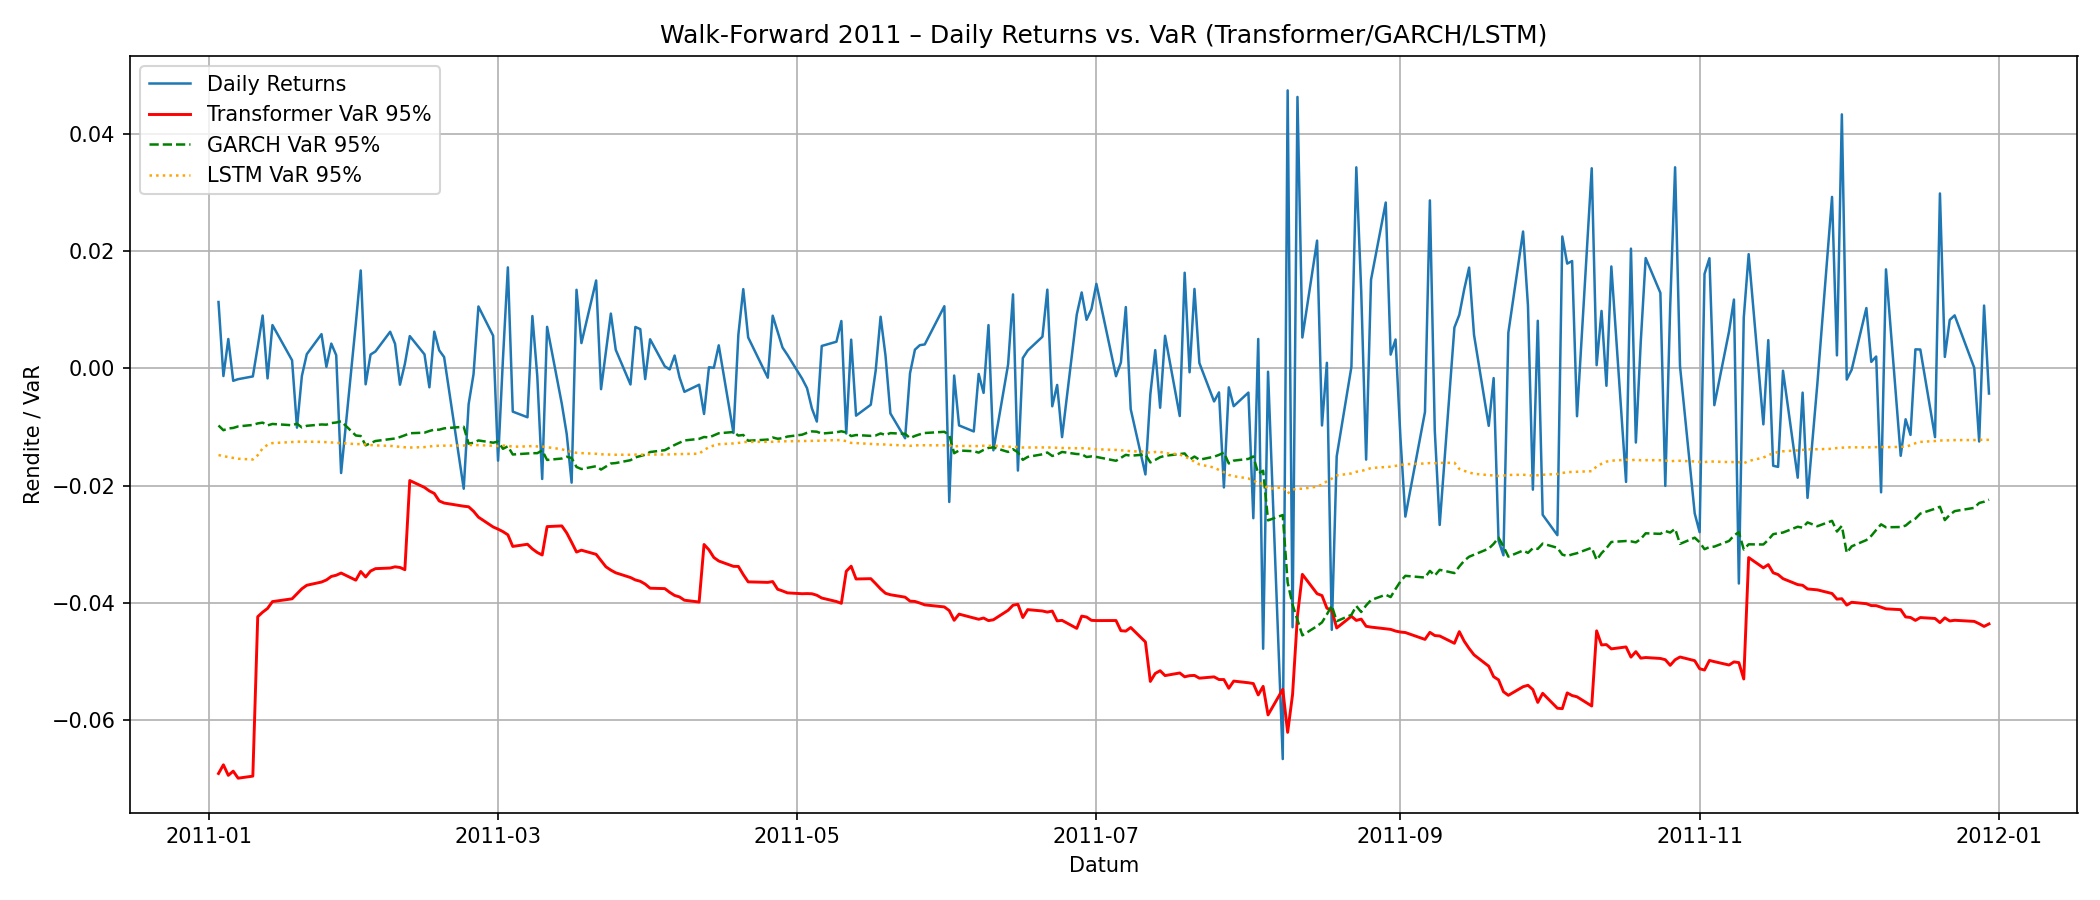 Walk-Forward 2011 – Daily Returns vs. VaR (Transformer/GARCH/LSTM)
Daily Returns
Transformer VaR 95%
GARCH VaR 95%
LSTM VaR 95%
Rendite / VaR
0.04
0.02
0.00
−0.02
−0.04
−0.06
2011-01
2011-03
2011-05
2011-07
2011-09
2011-11
2012-01
Datum